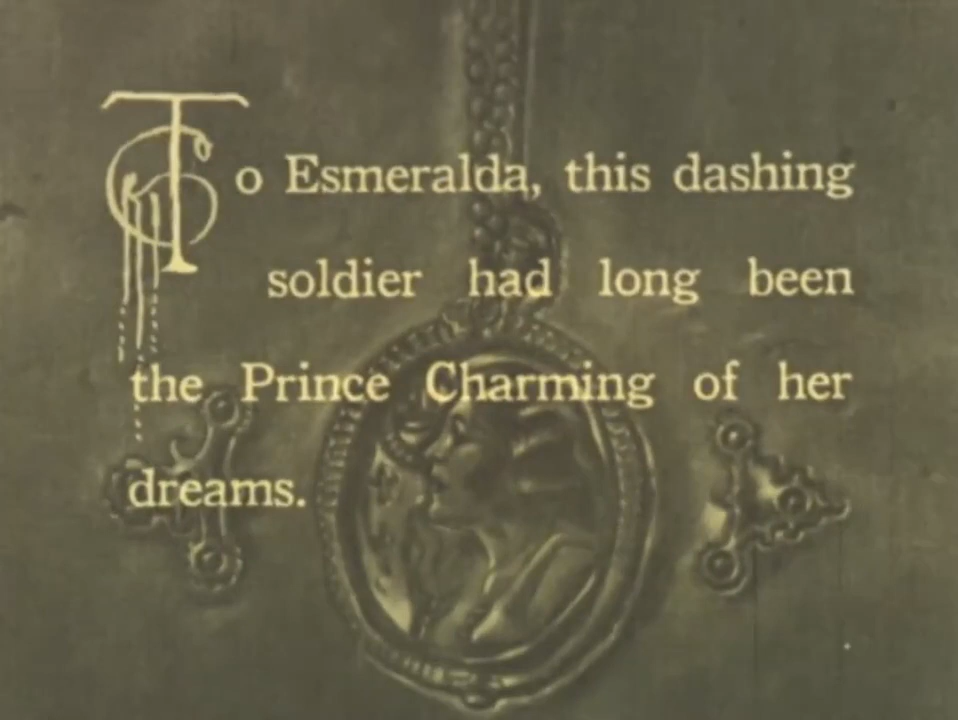 To Esmeralda, this dashing
soldier had long been
the Prince Charming of her
dreams.